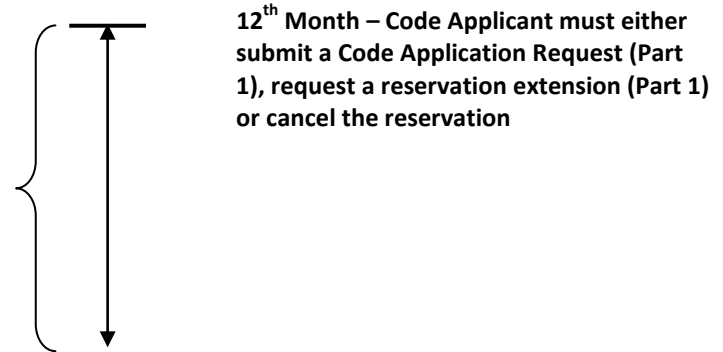 12th Month – Code Applicant must either
submit a Code Application Request (Part
1), request a reservation extension (Part 1)
or cancel the reservation